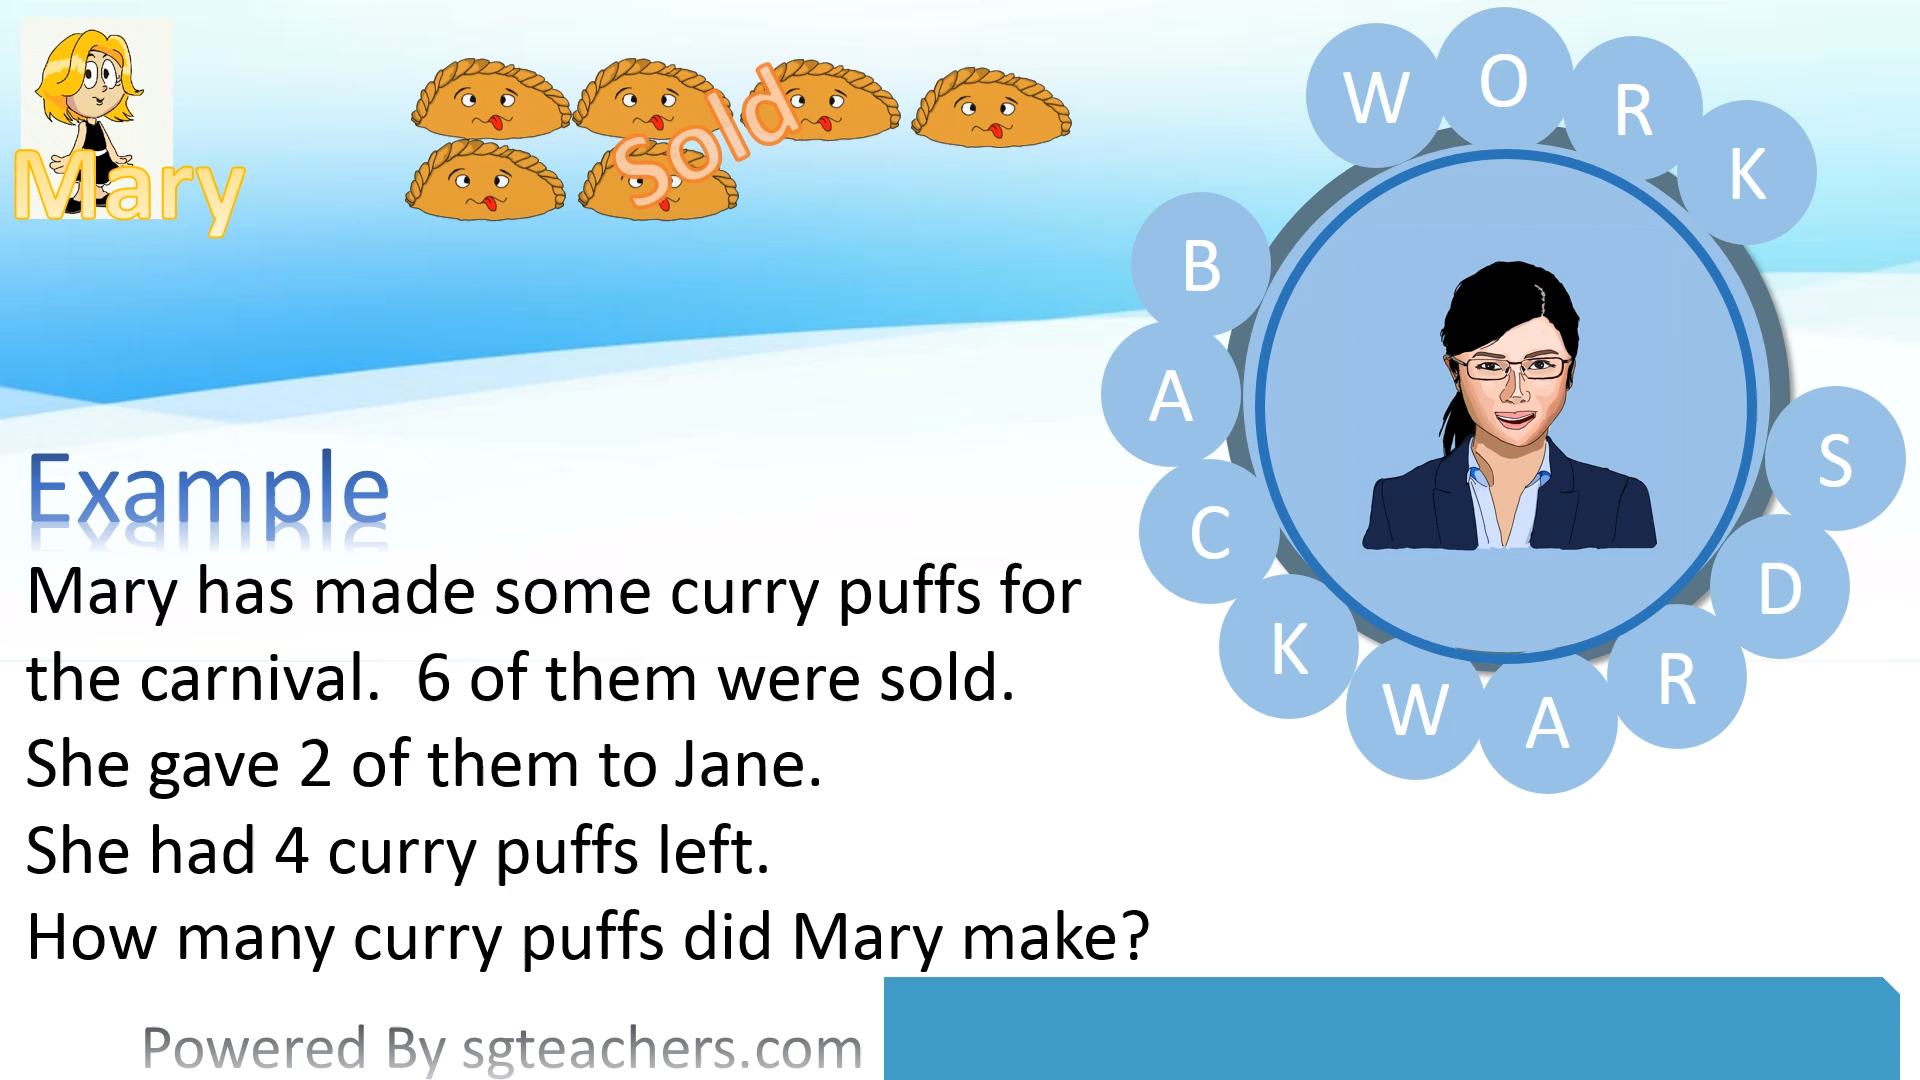 Mary
Sold
WORK
BACKWARDS
Example
Mary has made some curry puffs for
the carnival.  6 of them were sold.
She gave 2 of them to Jane.
She had 4 curry puffs left.
How many curry puffs did Mary make?
Powered By sgteachers.com